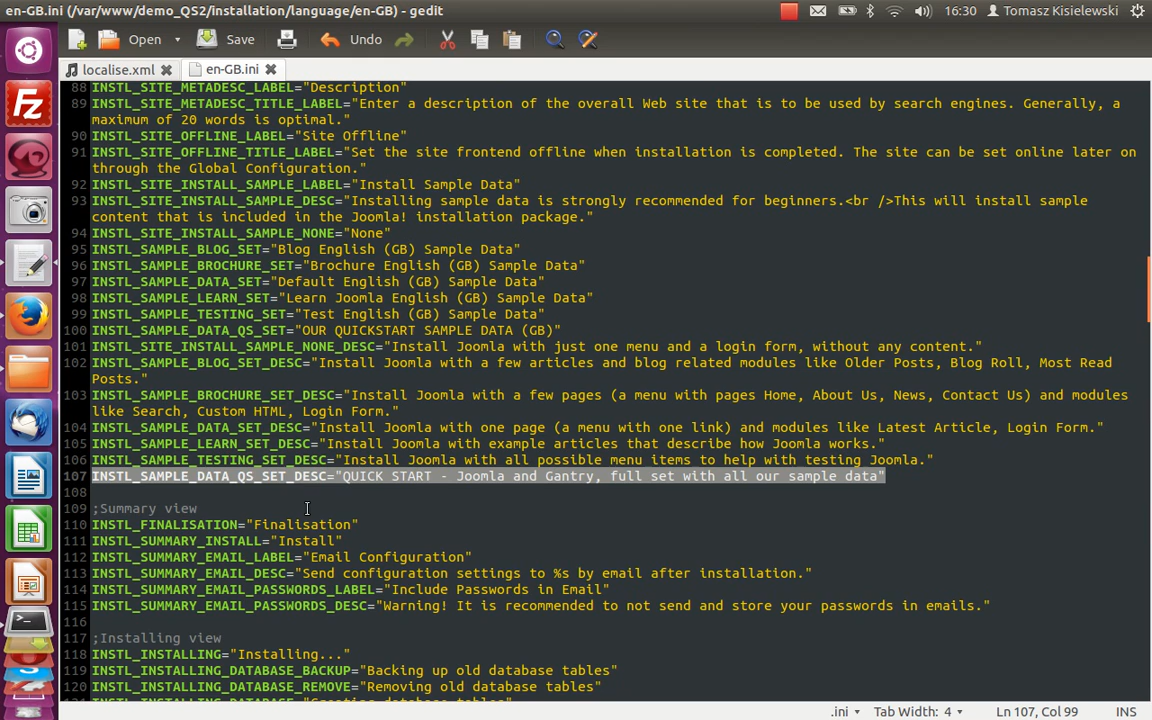 en-GB.ini (/var/www/demo_QS2/installation/language/en-GB) - gedit
16:30 Tomasz Kisielewski
Open Save Undo
localise.xml en-GB.ini
88 INSTL_SITE_METADESC_LABEL="Description"
89 INSTL_SITE_METADESC_TITLE_LABEL="Enter a description of the overall Web site that is to be used by search engines. Generally, a
maximum of 20 words is optimal."
90 INSTL_SITE_OFFLINE_LABEL="Site Offline"
91 INSTL_SITE_OFFLINE_TITLE_LABEL="Set the site frontend offline when installation is completed. The site can be set online later on
through the Global Configuration."
92 INSTL_SITE_INSTALL_SAMPLE_LABEL="Install Sample Data"
93 INSTL_SITE_INSTALL_SAMPLE_DESC="Installing sample data is strongly recommended for beginners.<br />This will install sample
content that is included in the Joomla! installation package."
94 INSTL_SITE_INSTALL_SAMPLE_NONE="None"
95 INSTL_SAMPLE_BLOG_SET="Blog English (GB) Sample Data"
96 INSTL_SAMPLE_BROCHURE_SET="Brochure English (GB) Sample Data"
97 INSTL_SAMPLE_DATA_SET="Default English (GB) Sample Data"
98 INSTL_SAMPLE_LEARN_SET="Learn Joomla English (GB) Sample Data"
99 INSTL_SAMPLE_TESTING_SET="Test English (GB) Sample Data"
100 INSTL_SAMPLE_DATA_QS_SET="OUR QUICKSTART SAMPLE DATA (GB)"
101 INSTL_SITE_INSTALL_SAMPLE_NONE_DESC="Install Joomla with just one menu and a login form, without any content."
102 INSTL_SAMPLE_BLOG_SET_DESC="Install Joomla with a few articles and blog related modules like Older Posts, Blog Roll, Most Read
Posts."
103 INSTL_SAMPLE_BROCHURE_SET_DESC="Install Joomla with a few pages (a menu with pages Home, About Us, News, Contact Us) and modules
like Search, Custom HTML, Login Form."
104 INSTL_SAMPLE_DATA_SET_DESC="Install Joomla with one page (a menu with one link) and modules like Latest Article, Login Form."
105 INSTL_SAMPLE_LEARN_SET_DESC="Install Joomla with example articles that describe how Joomla works."
106 INSTL_SAMPLE_TESTING_SET_DESC="Install Joomla with all possible menu items to help with testing Joomla."
107 INSTL_SAMPLE_DATA_QS_SET_DESC="QUICK START - Joomla and Gantry, full set with all our sample data"
108
109 ;Summary view
110 INSTL_FINALISATION="Finalisation"
111 INSTL_SUMMARY_INSTALL="Install"
112 INSTL_SUMMARY_EMAIL_LABEL="Email Configuration"
113 INSTL_SUMMARY_EMAIL_DESC="Send configuration settings to %s by email after installation."
114 INSTL_SUMMARY_EMAIL_PASSWORDS_LABEL="Include Passwords in Email"
115 INSTL_SUMMARY_EMAIL_PASSWORDS_DESC="Warning! It is recommended to not send and store your passwords in emails."
116
117 ;Installing view
118 INSTL_INSTALLING="Installing..."
119 INSTL_INSTALLING_DATABASE_BACKUP="Backing up old database tables"
120 INSTL_INSTALLING_DATABASE_REMOVE="Removing old database tables"
.ini Tab Width: 4 Ln 107, Col 99 INS